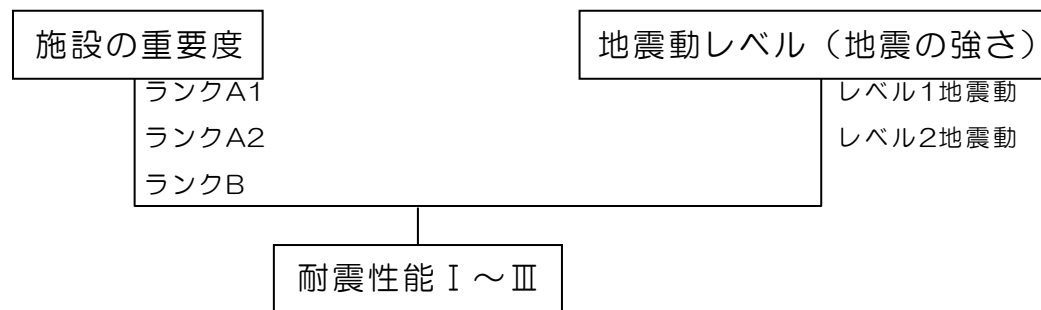 施設の重要度
ランクA1
ランクA2
ランクB
地震動レベル（地震の強さ）
レベル1地震動
レベル2地震動
耐震性能Ⅰ～Ⅲ